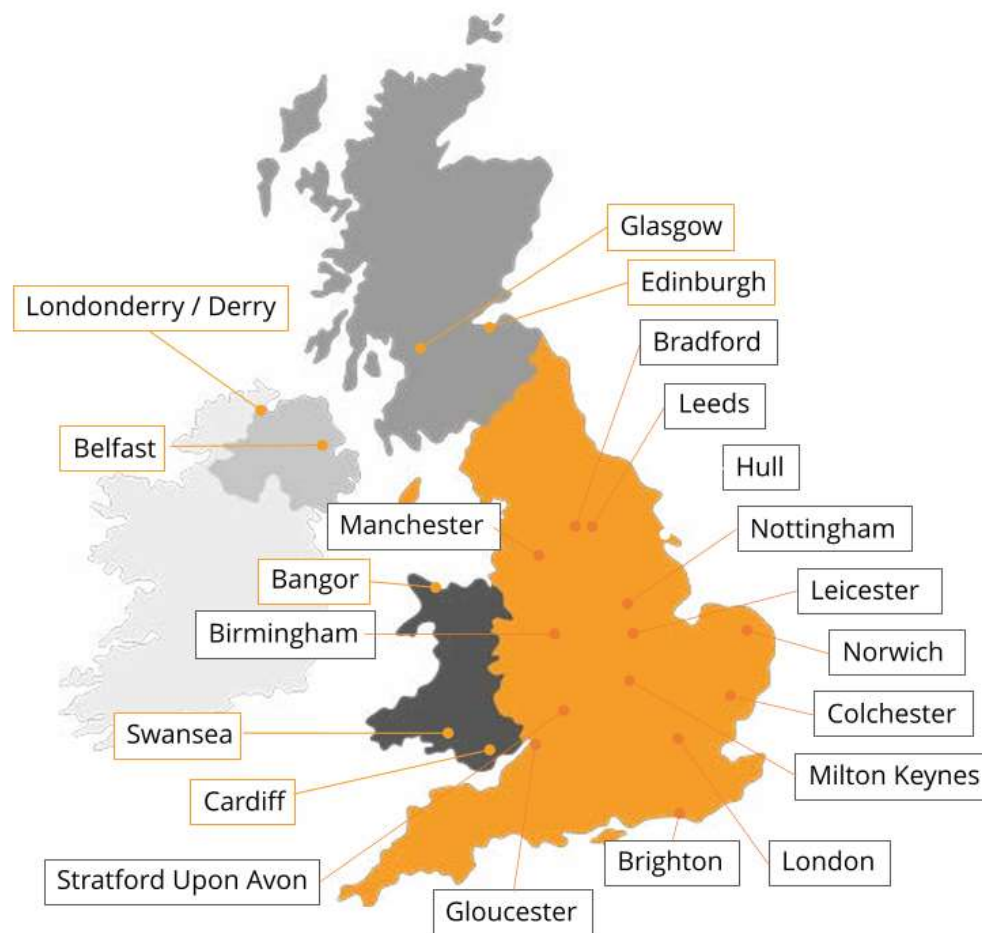 Glasgow
Edinburgh
Londonderry / Derry
Bradford
Leeds
Belfast
Hull
Manchester
Nottingham
Bangor
Leicester
Birmingham
Norwich
Colchester
Swansea
Milton Keynes
Cardiff
Brighton
London
Stratford Upon Avon
Gloucester